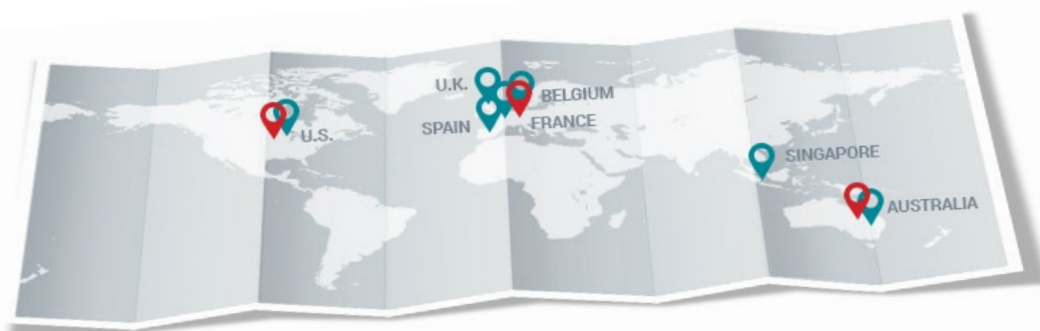 U.K.
BELGIUM
U.S.
SPAIN
FRANCE
SINGAPORE
AUSTRALIA